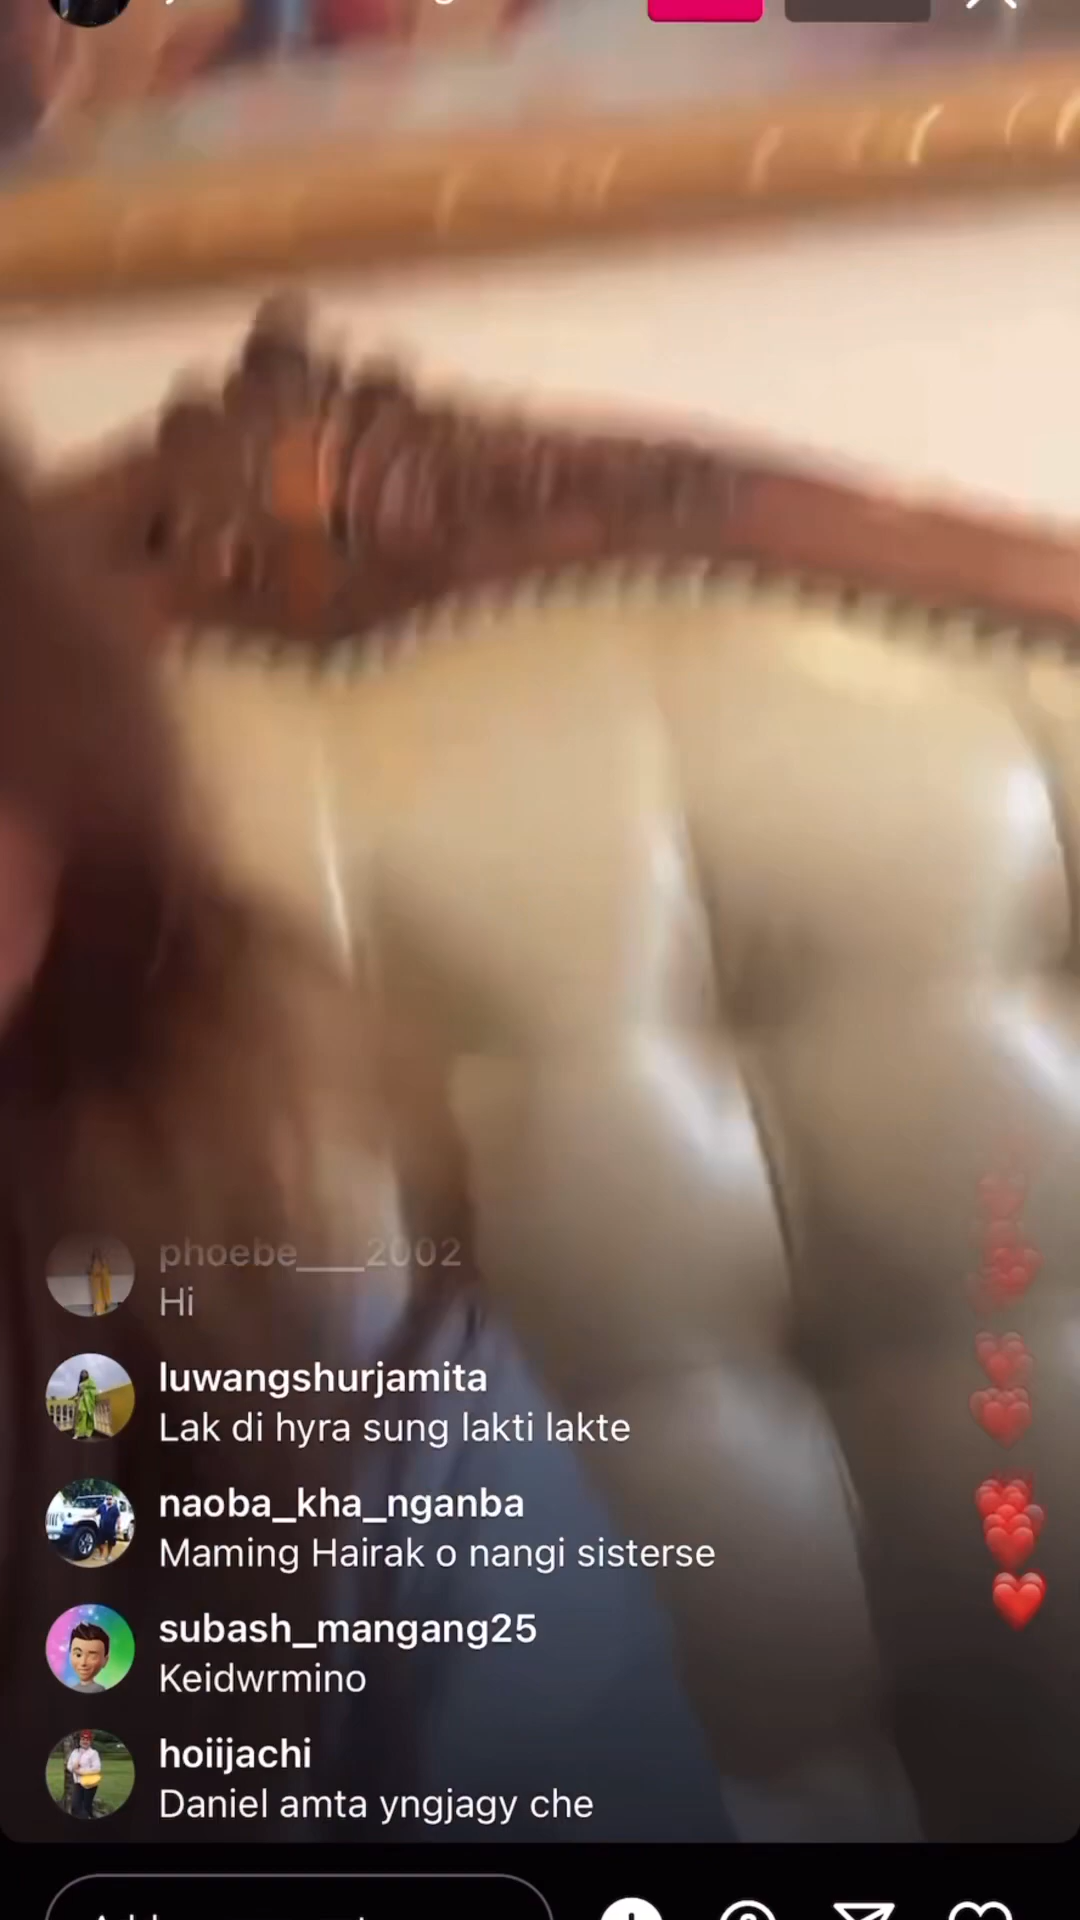 phoebe___2002
Hi
luwangshurjamita
Lak di hyra sung lakti lakte
naoba_kha_nganba
Maming Hairak o nangi sisterse
subash_mangang25
Keidwrmino
hoiijachi
Daniel amta yngjagy che